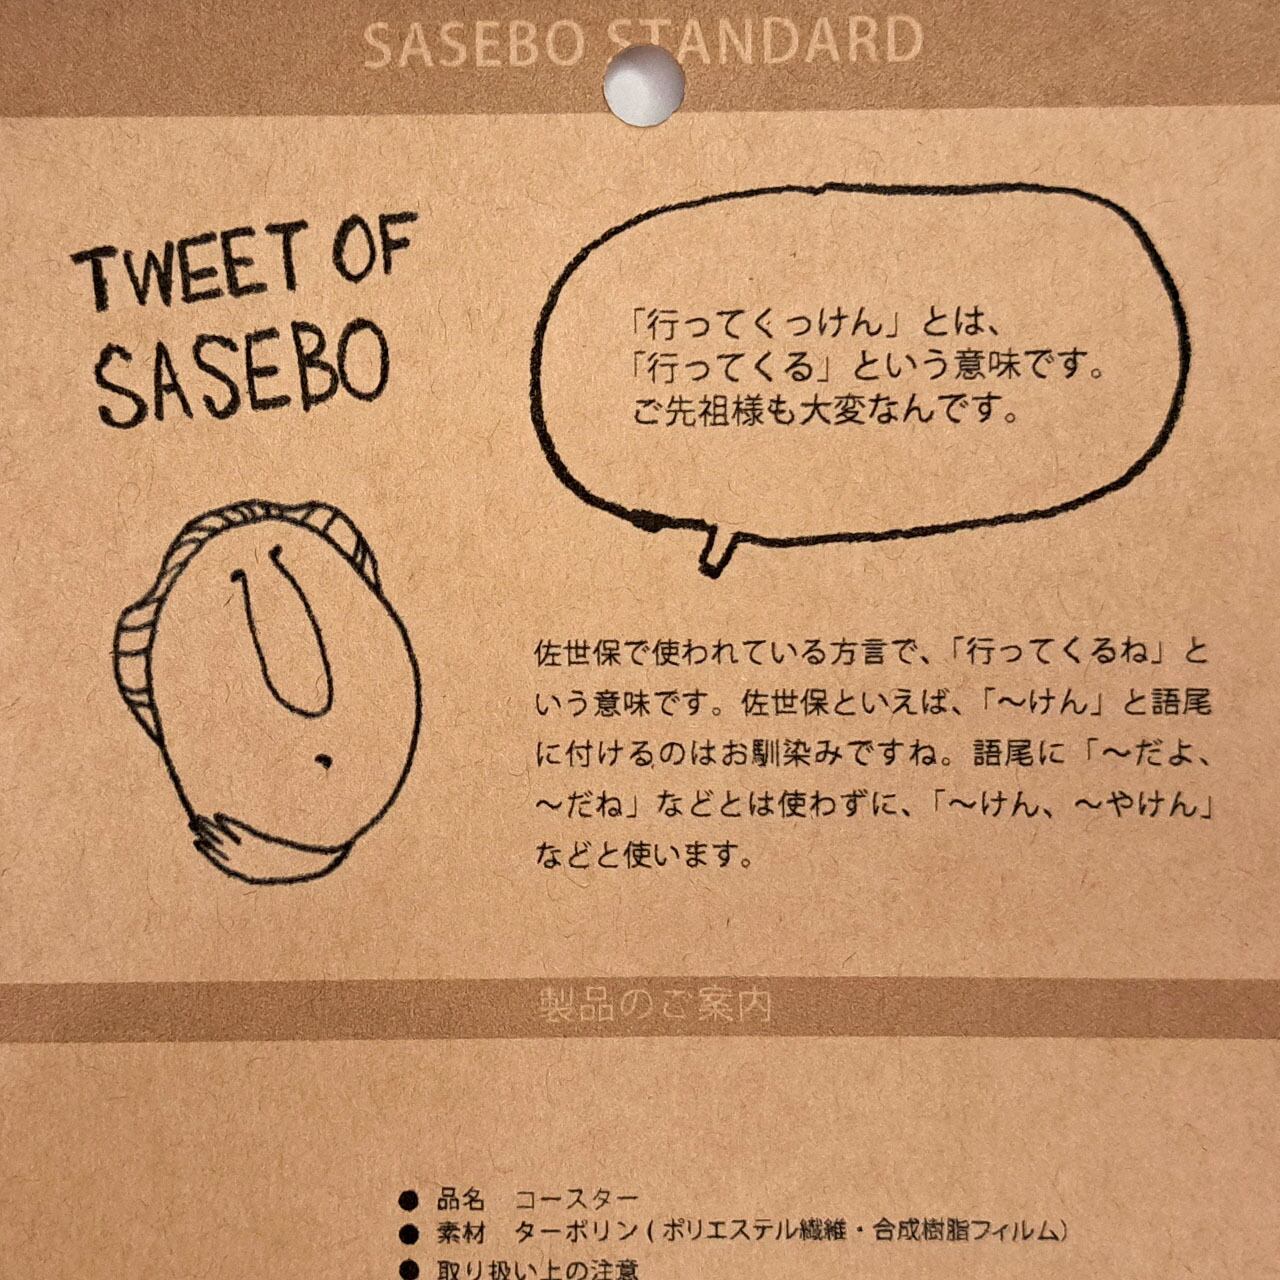 SASEBO STANDARD
TWEET OF
SASEBO
「行ってくっけん」とは、
「行ってくる」という意味です。
ご先祖様も大変なんです。
佐世保で使われている方言で、「行ってくるね」と
いう意味です。佐世保といえば、「～けん」と語尾
に付けるのはお馴染みですね。語尾に「～だよ、
～だね」などとは使わずに、「～けん、～やけん」
などと使います。
製品のご案内
● 品名 コースター
● 素材 ターポリン(ポリエステル繊維・合成樹脂フィルム)
● 取り扱い上の注意